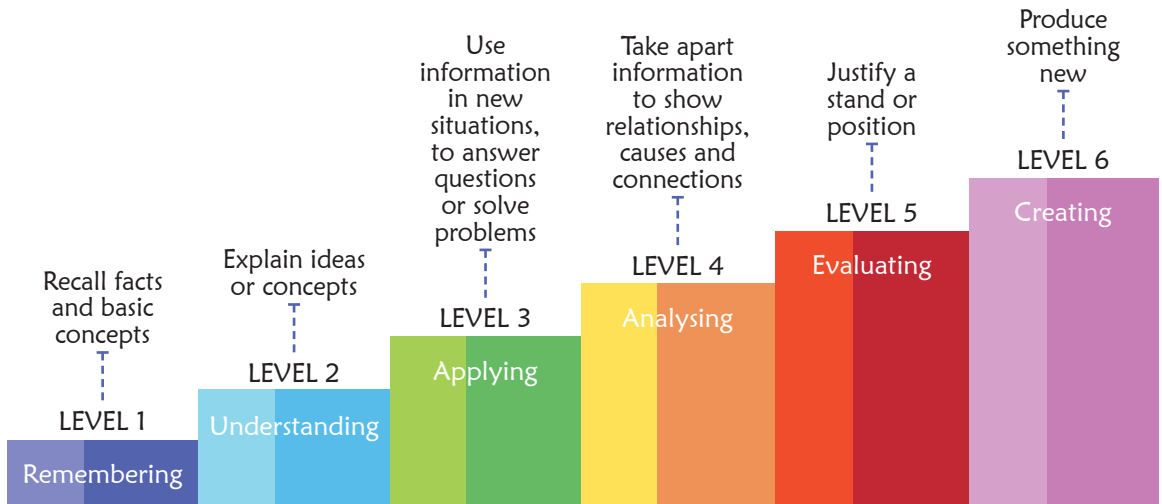 Recall facts
and basic
concepts
LEVEL 1
Remembering
Explain ideas
or concepts
LEVEL 2
Understanding
Use
information
in new
situations,
to answer
questions
or solve
problems
LEVEL 3
Applying
Take apart
information
to show
relationships,
causes and
connections
LEVEL 4
Analysing
Justify a
stand or
position
LEVEL 5
Evaluating
Produce
something
new
LEVEL 6
Creating